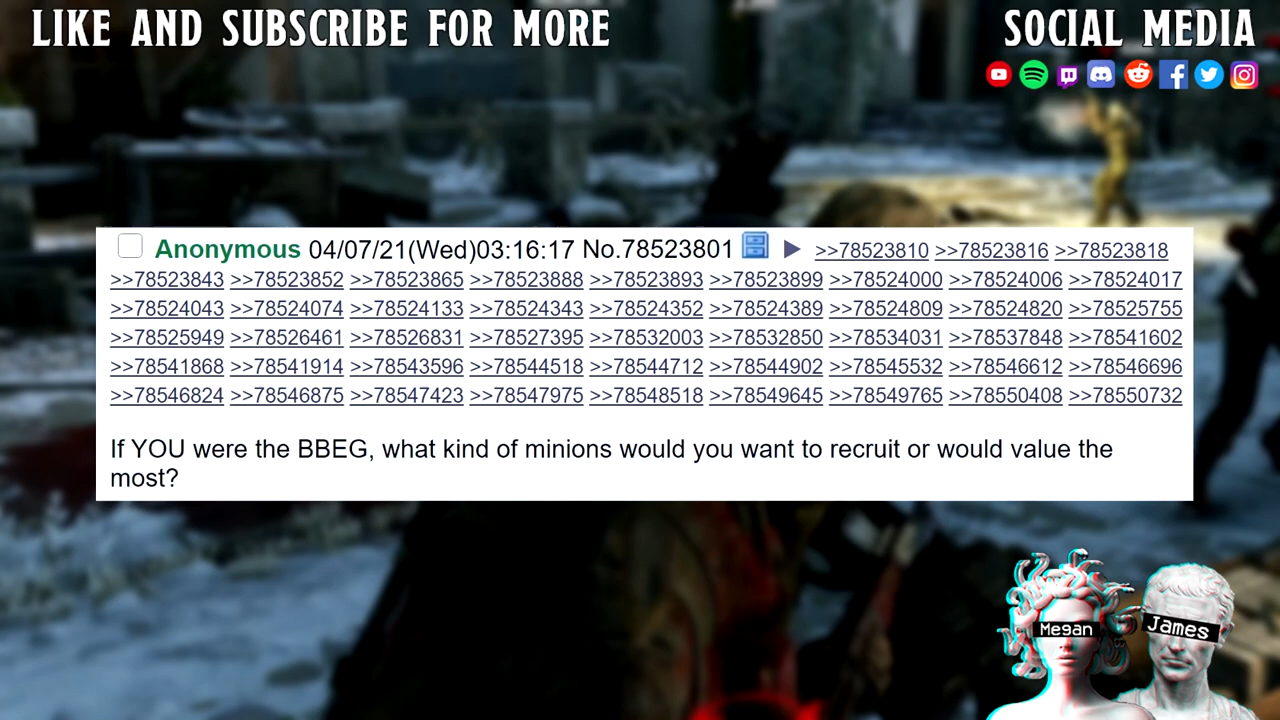 LIKE AND SUBSCRIBE FOR MORE
SOCIAL MEDIA
Anonymous 04/07/21(Wed)03:16:17 No.78523801 ▶ >>78523810 >>78523816 >>78523818
>>78523843 >>78523852 >>78523865 >>78523888 >>78523893 >>78523899 >>78524000 >>78524006 >>78524017
>>78524043 >>78524074 >>78524133 >>78524343 >>78524352 >>78524389 >>78524809 >>78524820 >>78525755
>>78525949 >>78526461 >>78526831 >>78527395 >>78532003 >>78532850 >>78534031 >>78537848 >>78541602
>>78541868 >>78541914 >>78543596 >>78544518 >>78544712 >>78544902 >>78545532 >>78546612 >>78546696
>>78546824 >>78546875 >>78547423 >>78547975 >>78548518 >>78549645 >>78549765 >>78550408 >>78550732
If YOU were the BBEG, what kind of minions would you want to recruit or would value the
most?
Megan
James